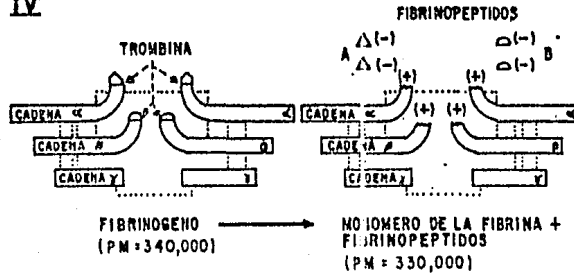 IV
FIBRINOPEPTIDOS
TROMBINA
A △(-) ⌓(-) B
△(-) ⌓(-)
(+) (+)
(+) (+)
CADENA α α CADENA α α
CADENA β β CADENA β β
CADENA γ γ CADENA γ γ
FIBRINOGENO MONOMERO DE LA FIBRINA +
(PM=340,000) FIBRINOPEPTIDOS
(PM = 330,000)